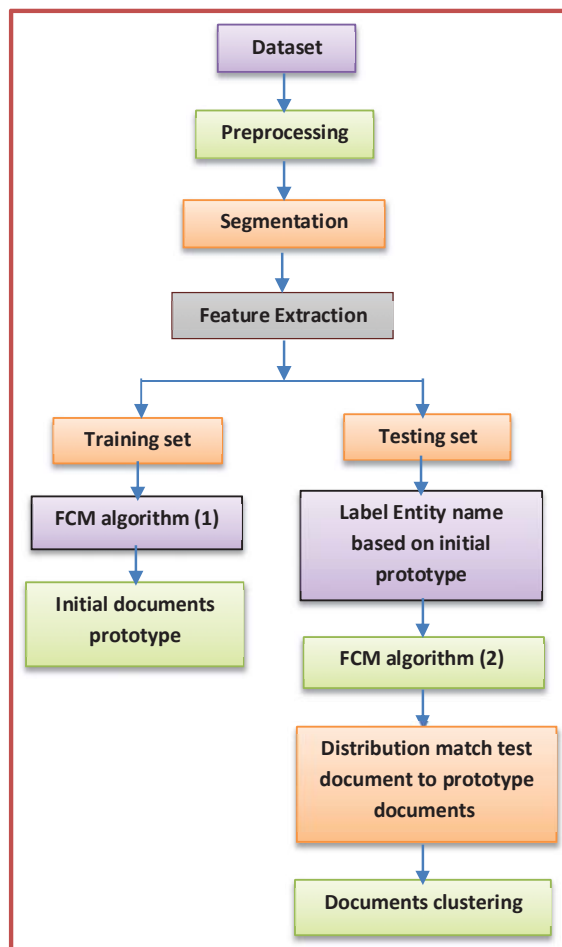 Dataset
Preprocessing
Segmentation
Feature Extraction
Training set
FCM algorithm (1)
Initial documents
prototype
Testing set
Label Entity name
based on initial
prototype
FCM algorithm (2)
Distribution match test
document to prototype
documents
Documents clustering